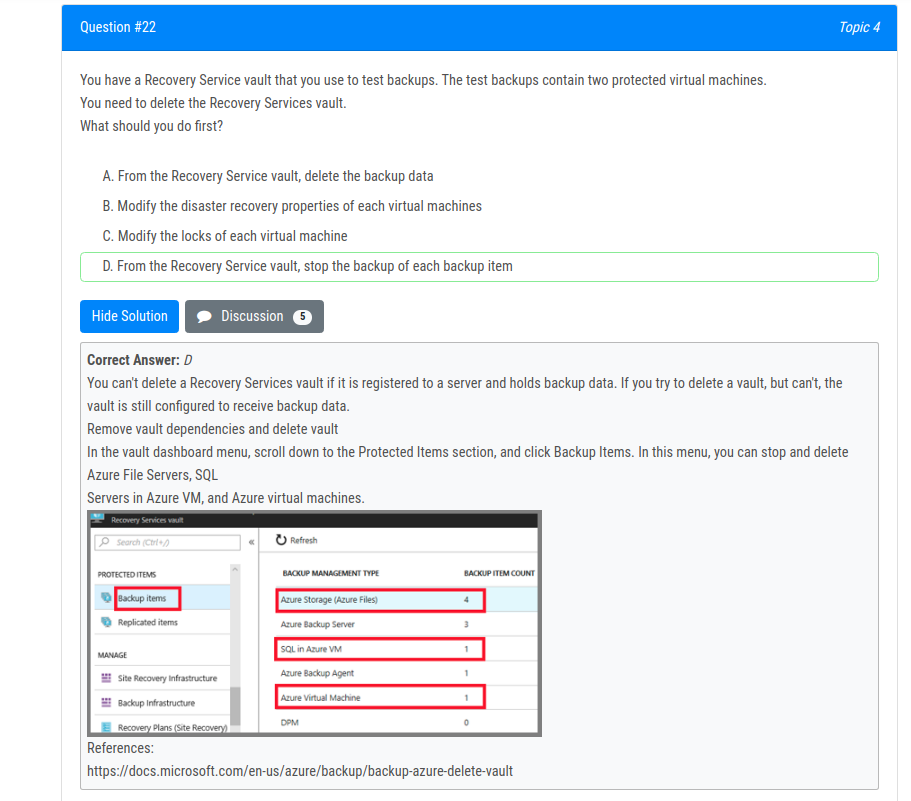 Question #22
Topic 4
You have a Recovery Service vault that you use to test backups. The test backups contain two protected virtual machines.
You need to delete the Recovery Services vault.
What should you do first?
A. From the Recovery Service vault, delete the backup data
B. Modify the disaster recovery properties of each virtual machines
C. Modify the locks of each virtual machine
D. From the Recovery Service vault, stop the backup of each backup item
Hide Solution
Discussion 5
Correct Answer: D
You can't delete a Recovery Services vault if it is registered to a server and holds backup data. If you try to delete a vault, but can't, the
vault is still configured to receive backup data.
Remove vault dependencies and delete vault
In the vault dashboard menu, scroll down to the Protected Items section, and click Backup Items. In this menu, you can stop and delete
Azure File Servers, SQL
Servers in Azure VM, and Azure virtual machines.
Recovery Services vault
Search (Ctrl+/)
«
PROTECTED ITEMS
Backup items
Replicated items
MANAGE
Site Recovery Infrastructure
Backup Infrastructure
Recovery Plans (Site Recovery)
Refresh
BACKUP MANAGEMENT TYPE BACKUP ITEM COUNT
Azure Storage (Azure Files) 4
Azure Backup Server 3
SQL in Azure VM 1
Azure Backup Agent 1
Azure Virtual Machine 1
DPM 0
References:
https://docs.microsoft.com/en-us/azure/backup/backup-azure-delete-vault